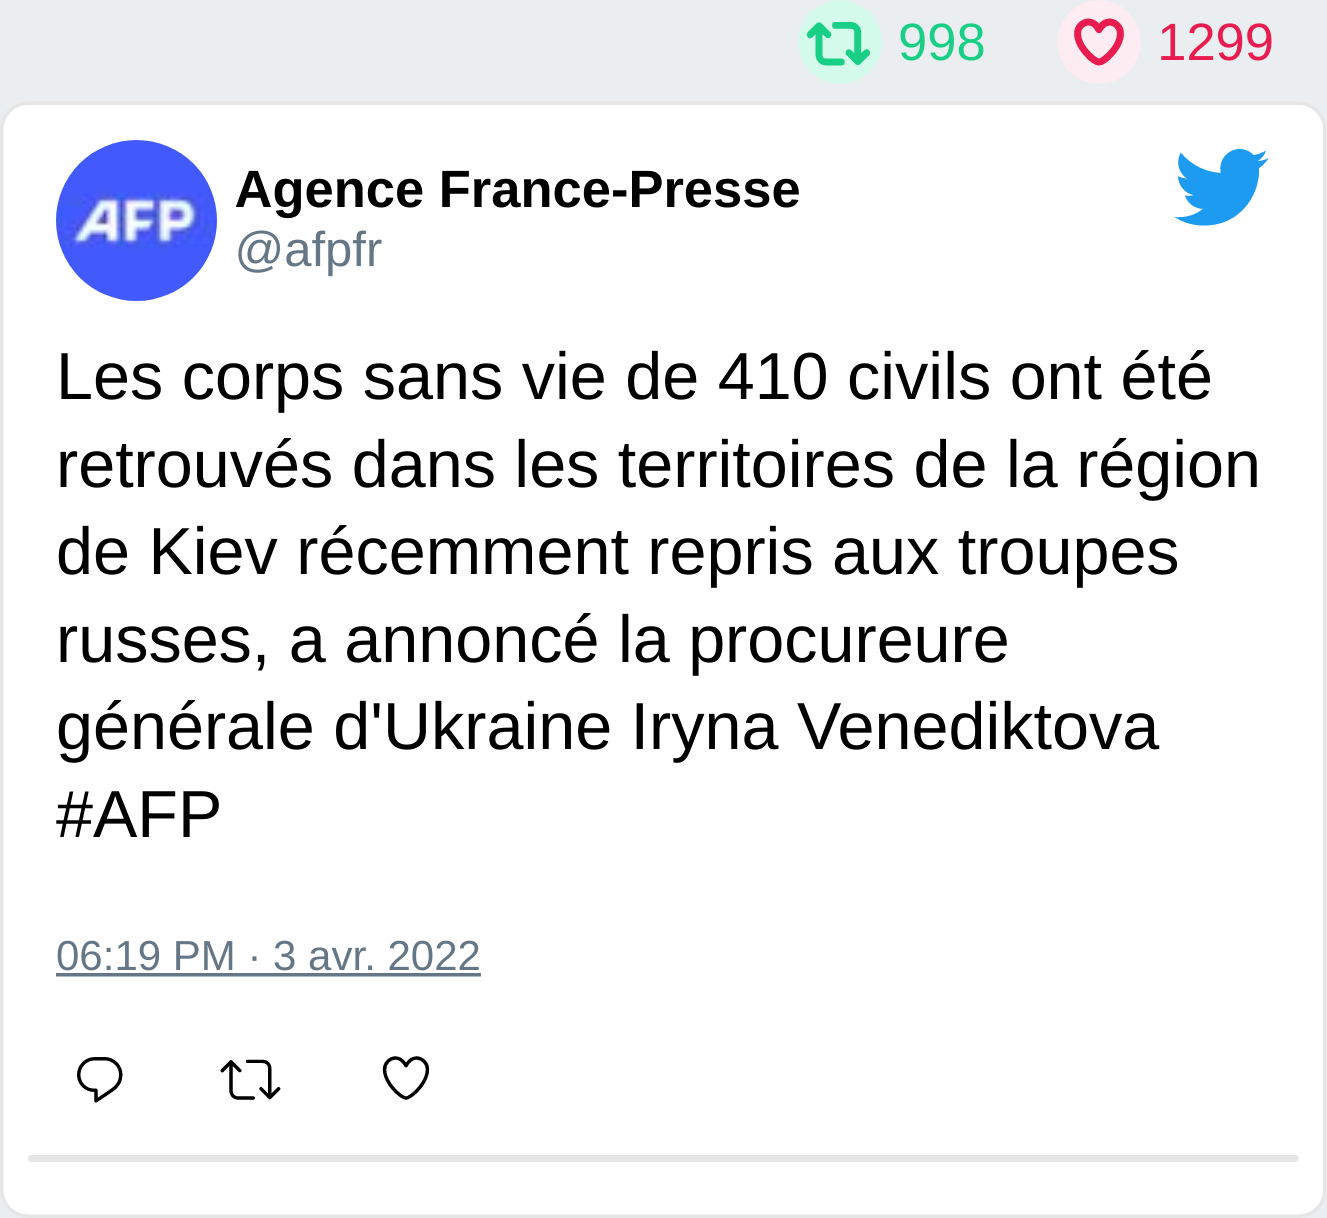 998 1299
AFP
Agence France-Presse
@afpfr
Les corps sans vie de 410 civils ont été
retrouvés dans les territoires de la région
de Kiev récemment repris aux troupes
russes, a annoncé la procureure
générale d'Ukraine Iryna Venediktova
#AFP
06:19 PM · 3 avr. 2022